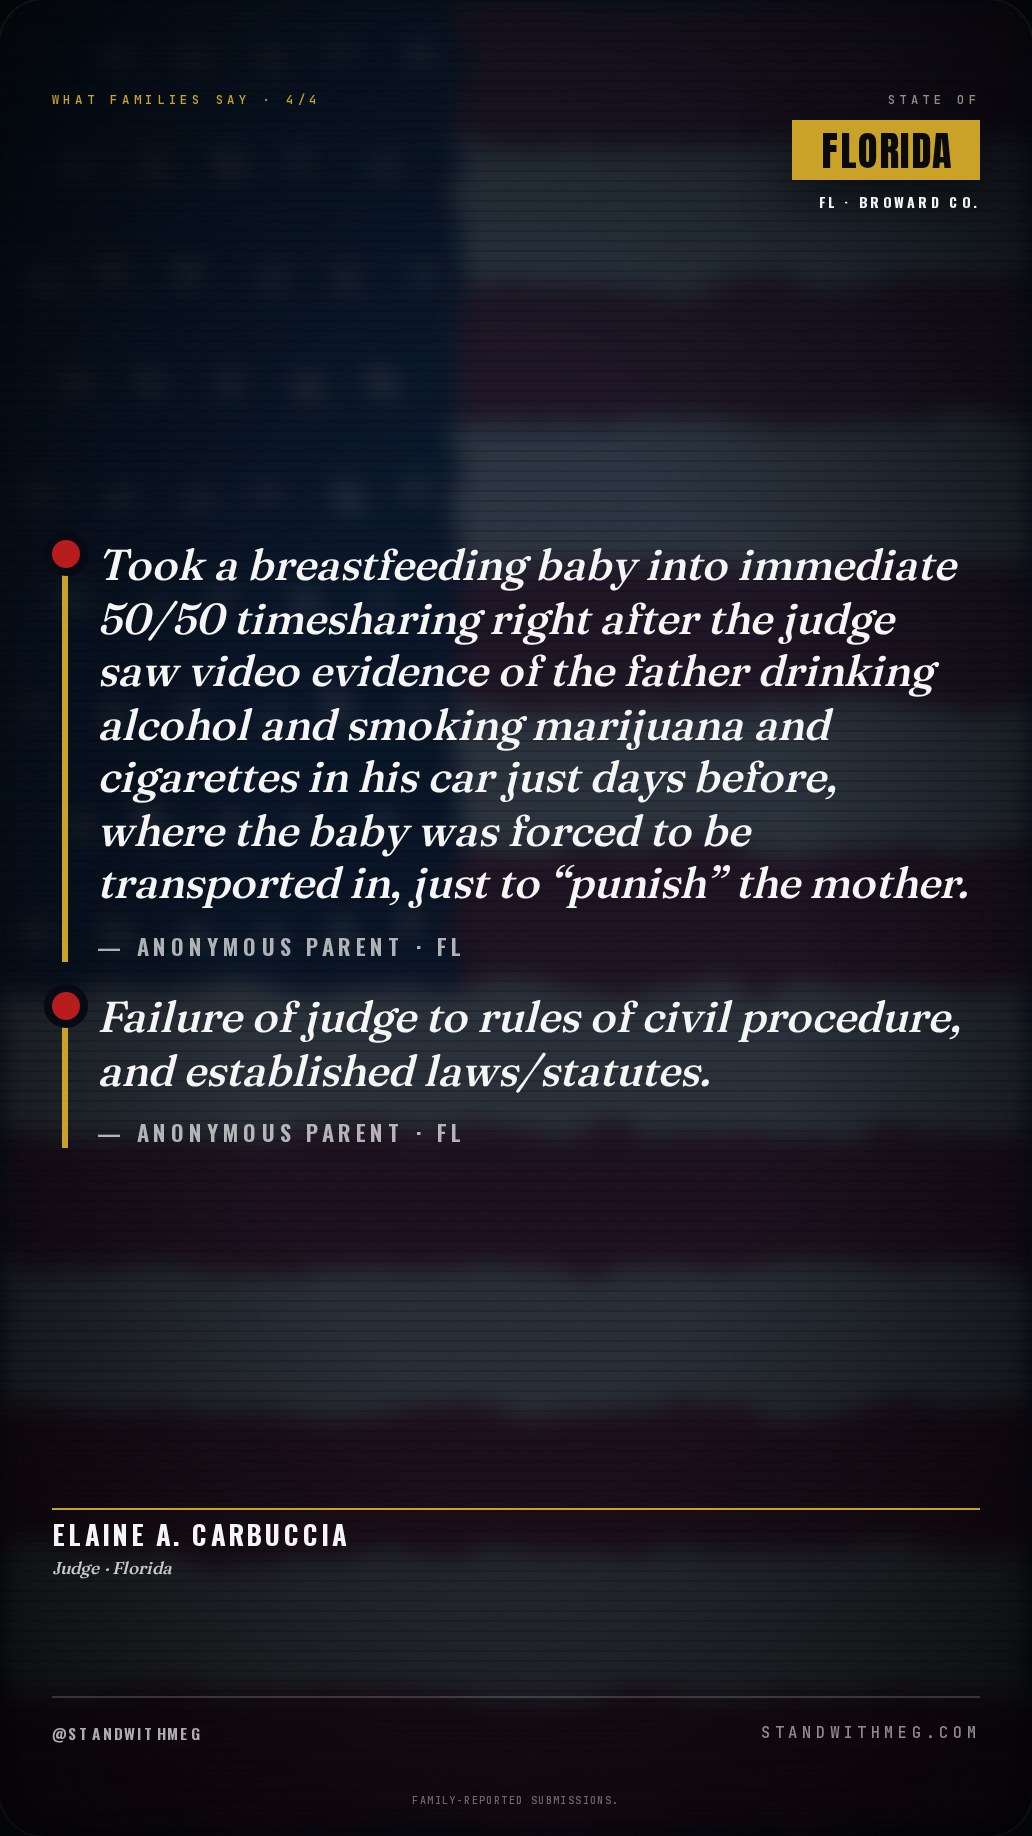 WHAT FAMILIES SAY · 4/4
STATE OF
FLORIDA
FL · BROWARD CO.
Took a breastfeeding baby into immediate
50/50 timesharing right after the judge
saw video evidence of the father drinking
alcohol and smoking marijuana and
cigarettes in his car just days before,
where the baby was forced to be
transported in, just to “punish” the mother.
— ANONYMOUS PARENT · FL
Failure of judge to rules of civil procedure,
and established laws/statutes.
— ANONYMOUS PARENT · FL
ELAINE A. CARBUCCIA
Judge · Florida
@STANDWITHMEG
STANDWITHMEG.COM
FAMILY-REPORTED SUBMISSIONS.